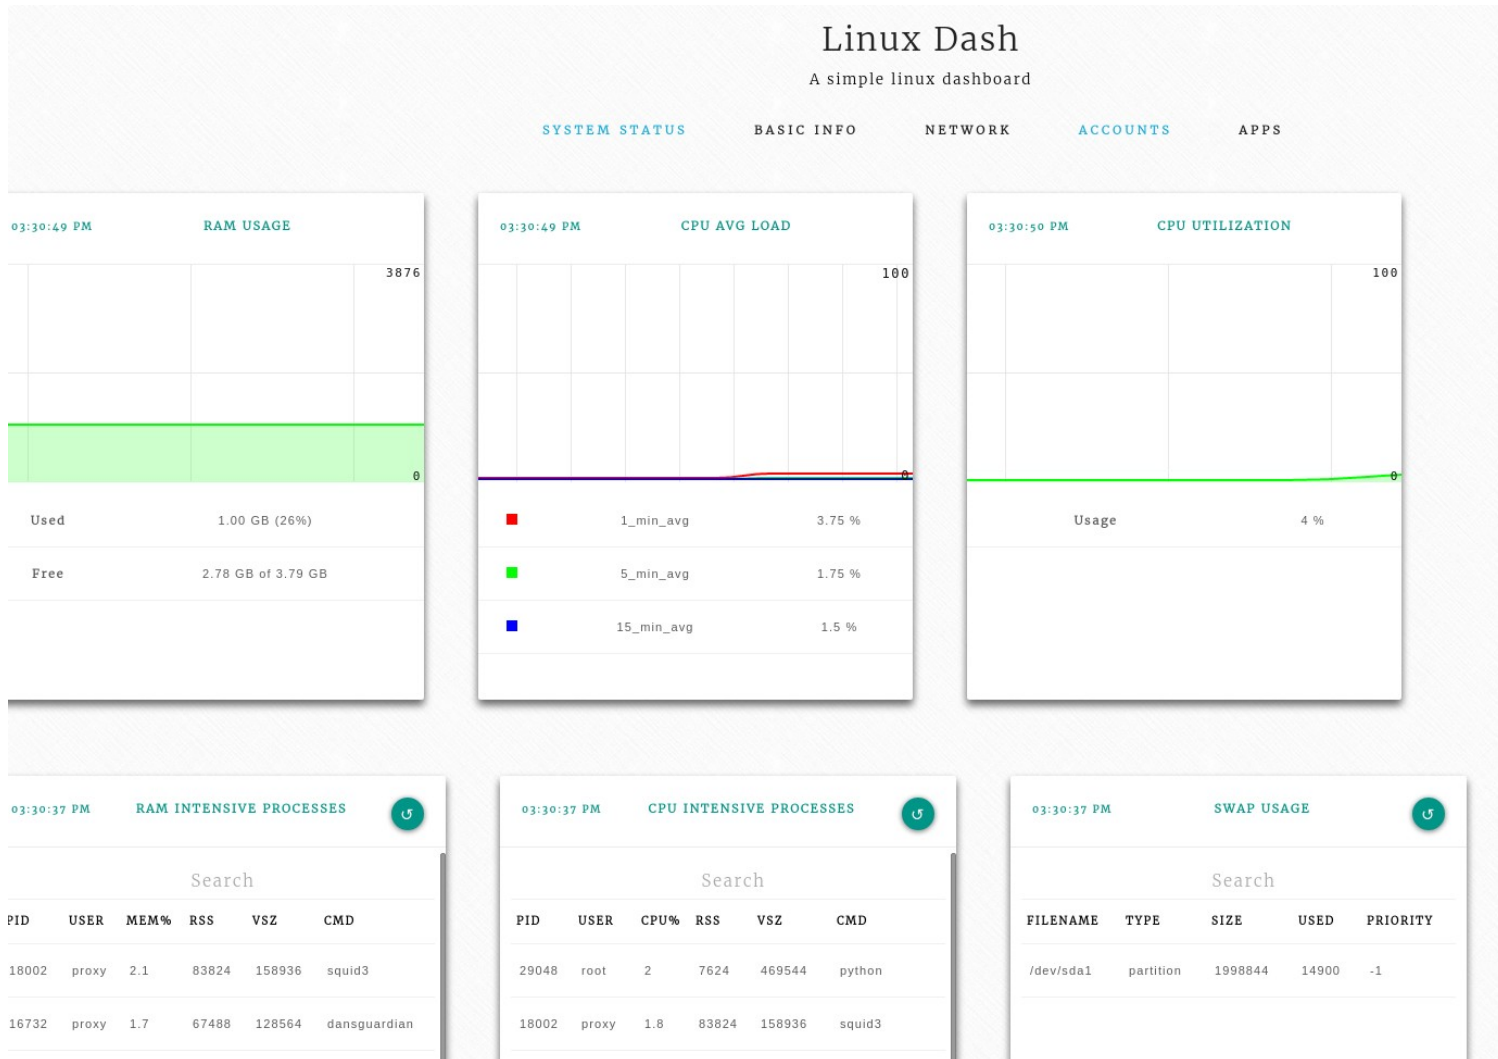 Linux Dash
A simple linux dashboard
SYSTEM STATUS BASIC INFO NETWORK ACCOUNTS APPS
03:30:49 PM RAM USAGE
3876
0
Used 1.00 GB (26%)
Free 2.78 GB of 3.79 GB
03:30:49 PM CPU AVG LOAD
100
0
1_min_avg 3.75 %
5_min_avg 1.75 %
15_min_avg 1.5 %
03:30:50 PM CPU UTILIZATION
100
0
Usage 4 %
03:30:37 PM RAM INTENSIVE PROCESSES
Search
PID USER MEM% RSS VSZ CMD
18002 proxy 2.1 83824 158936 squid3
16732 proxy 1.7 67488 128564 dansguardian
03:30:37 PM CPU INTENSIVE PROCESSES
Search
PID USER CPU% RSS VSZ CMD
29048 root 2 7624 469544 python
18002 proxy 1.8 83824 158936 squid3
03:30:37 PM SWAP USAGE
Search
FILENAME TYPE SIZE USED PRIORITY
/dev/sda1 partition 1998844 14900 -1